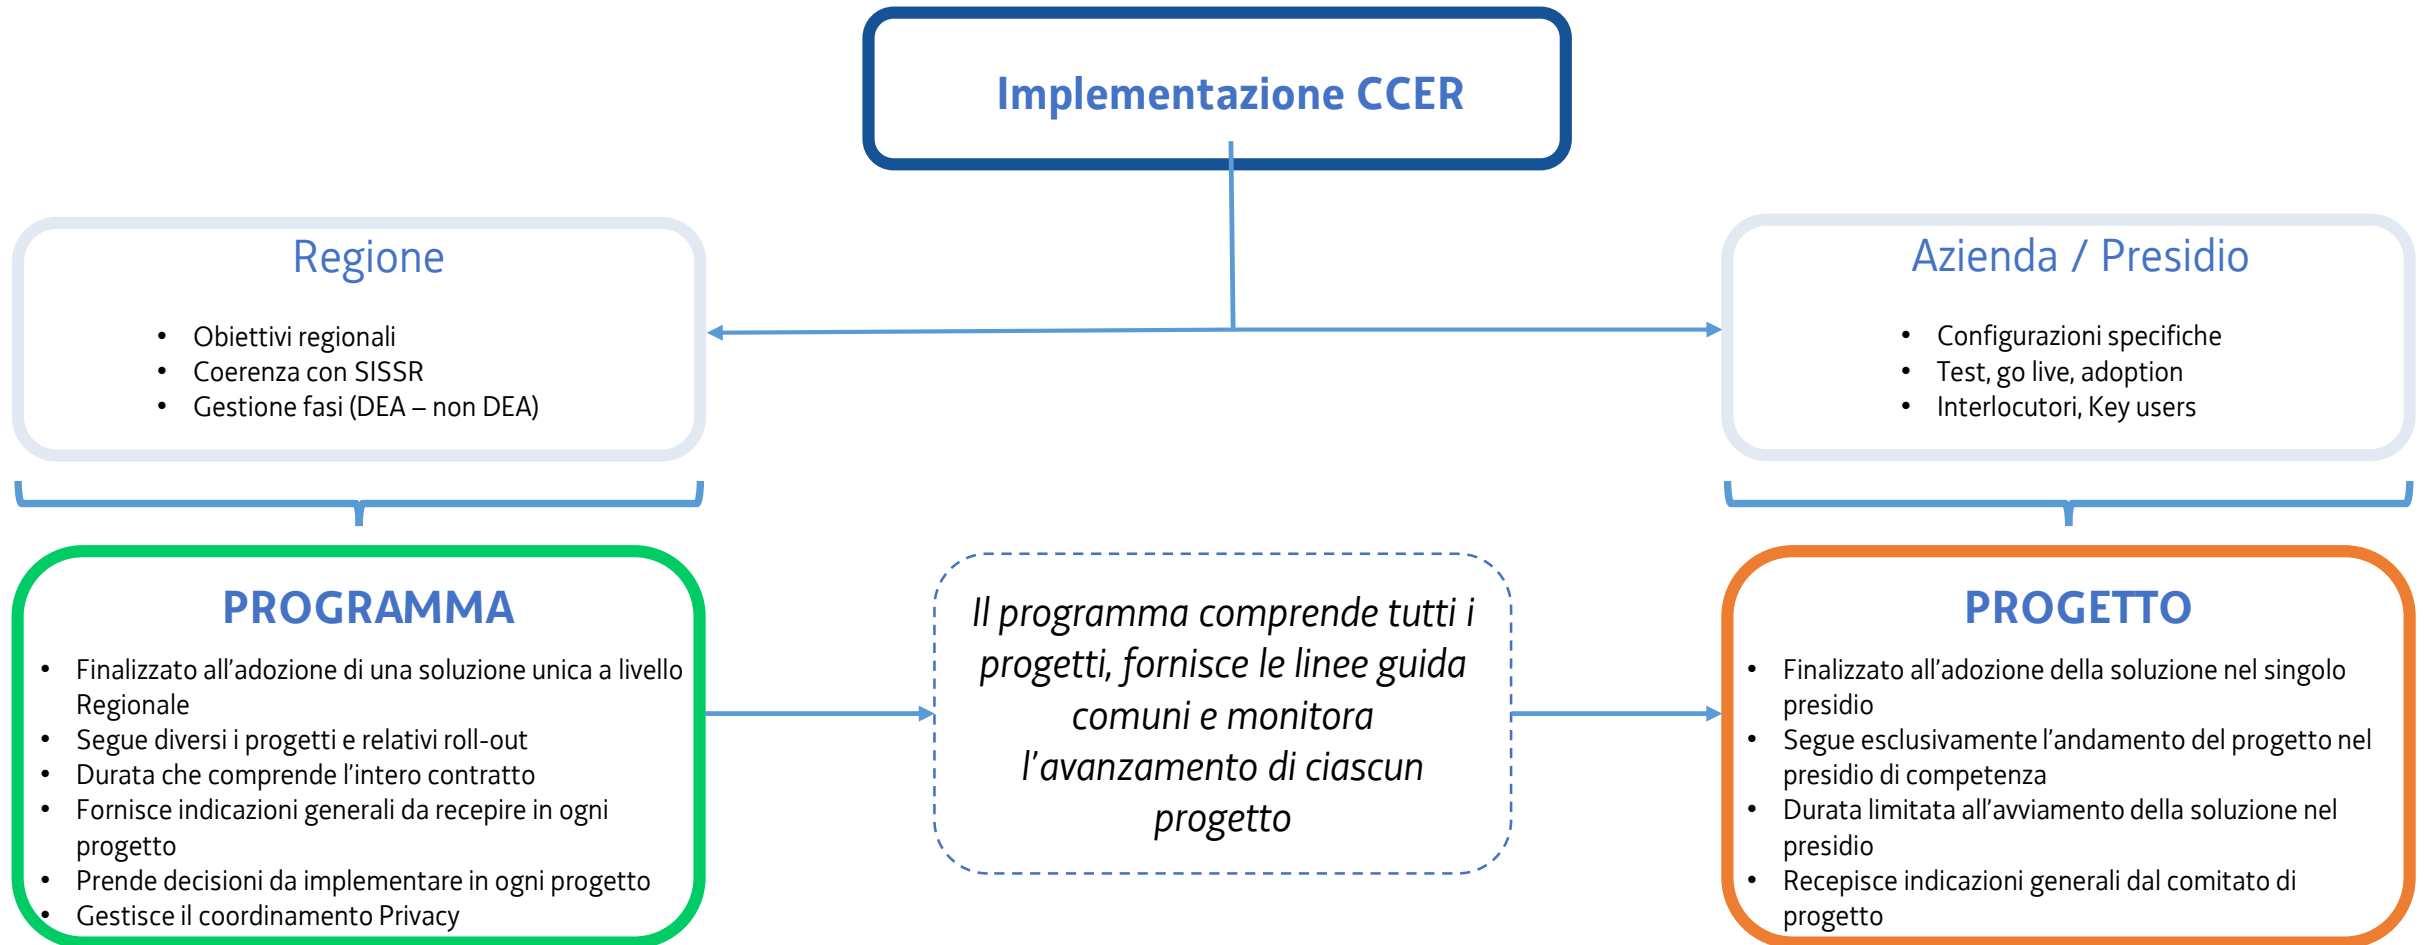 Implementazione CCER
Regione
• Obiettivi regionali
• Coerenza con SISSR
• Gestione fasi (DEA – non DEA)
Azienda / Presidio
• Configurazioni specifiche
• Test, go live, adoption
• Interlocutori, Key users
PROGRAMMA
• Finalizzato all’adozione di una soluzione unica a livello
Regionale
• Segue diversi i progetti e relativi roll-out
• Durata che comprende l’intero contratto
• Fornisce indicazioni generali da recepire in ogni
progetto
• Prende decisioni da implementare in ogni progetto
• Gestisce il coordinamento Privacy
Il programma comprende tutti i
progetti, fornisce le linee guida
comuni e monitora
l’avanzamento di ciascun
progetto
PROGETTO
• Finalizzato all’adozione della soluzione nel singolo
presidio
• Segue esclusivamente l’andamento del progetto nel
presidio di competenza
• Durata limitata all’avviamento della soluzione nel
presidio
• Recepisce indicazioni generali dal comitato di
progetto